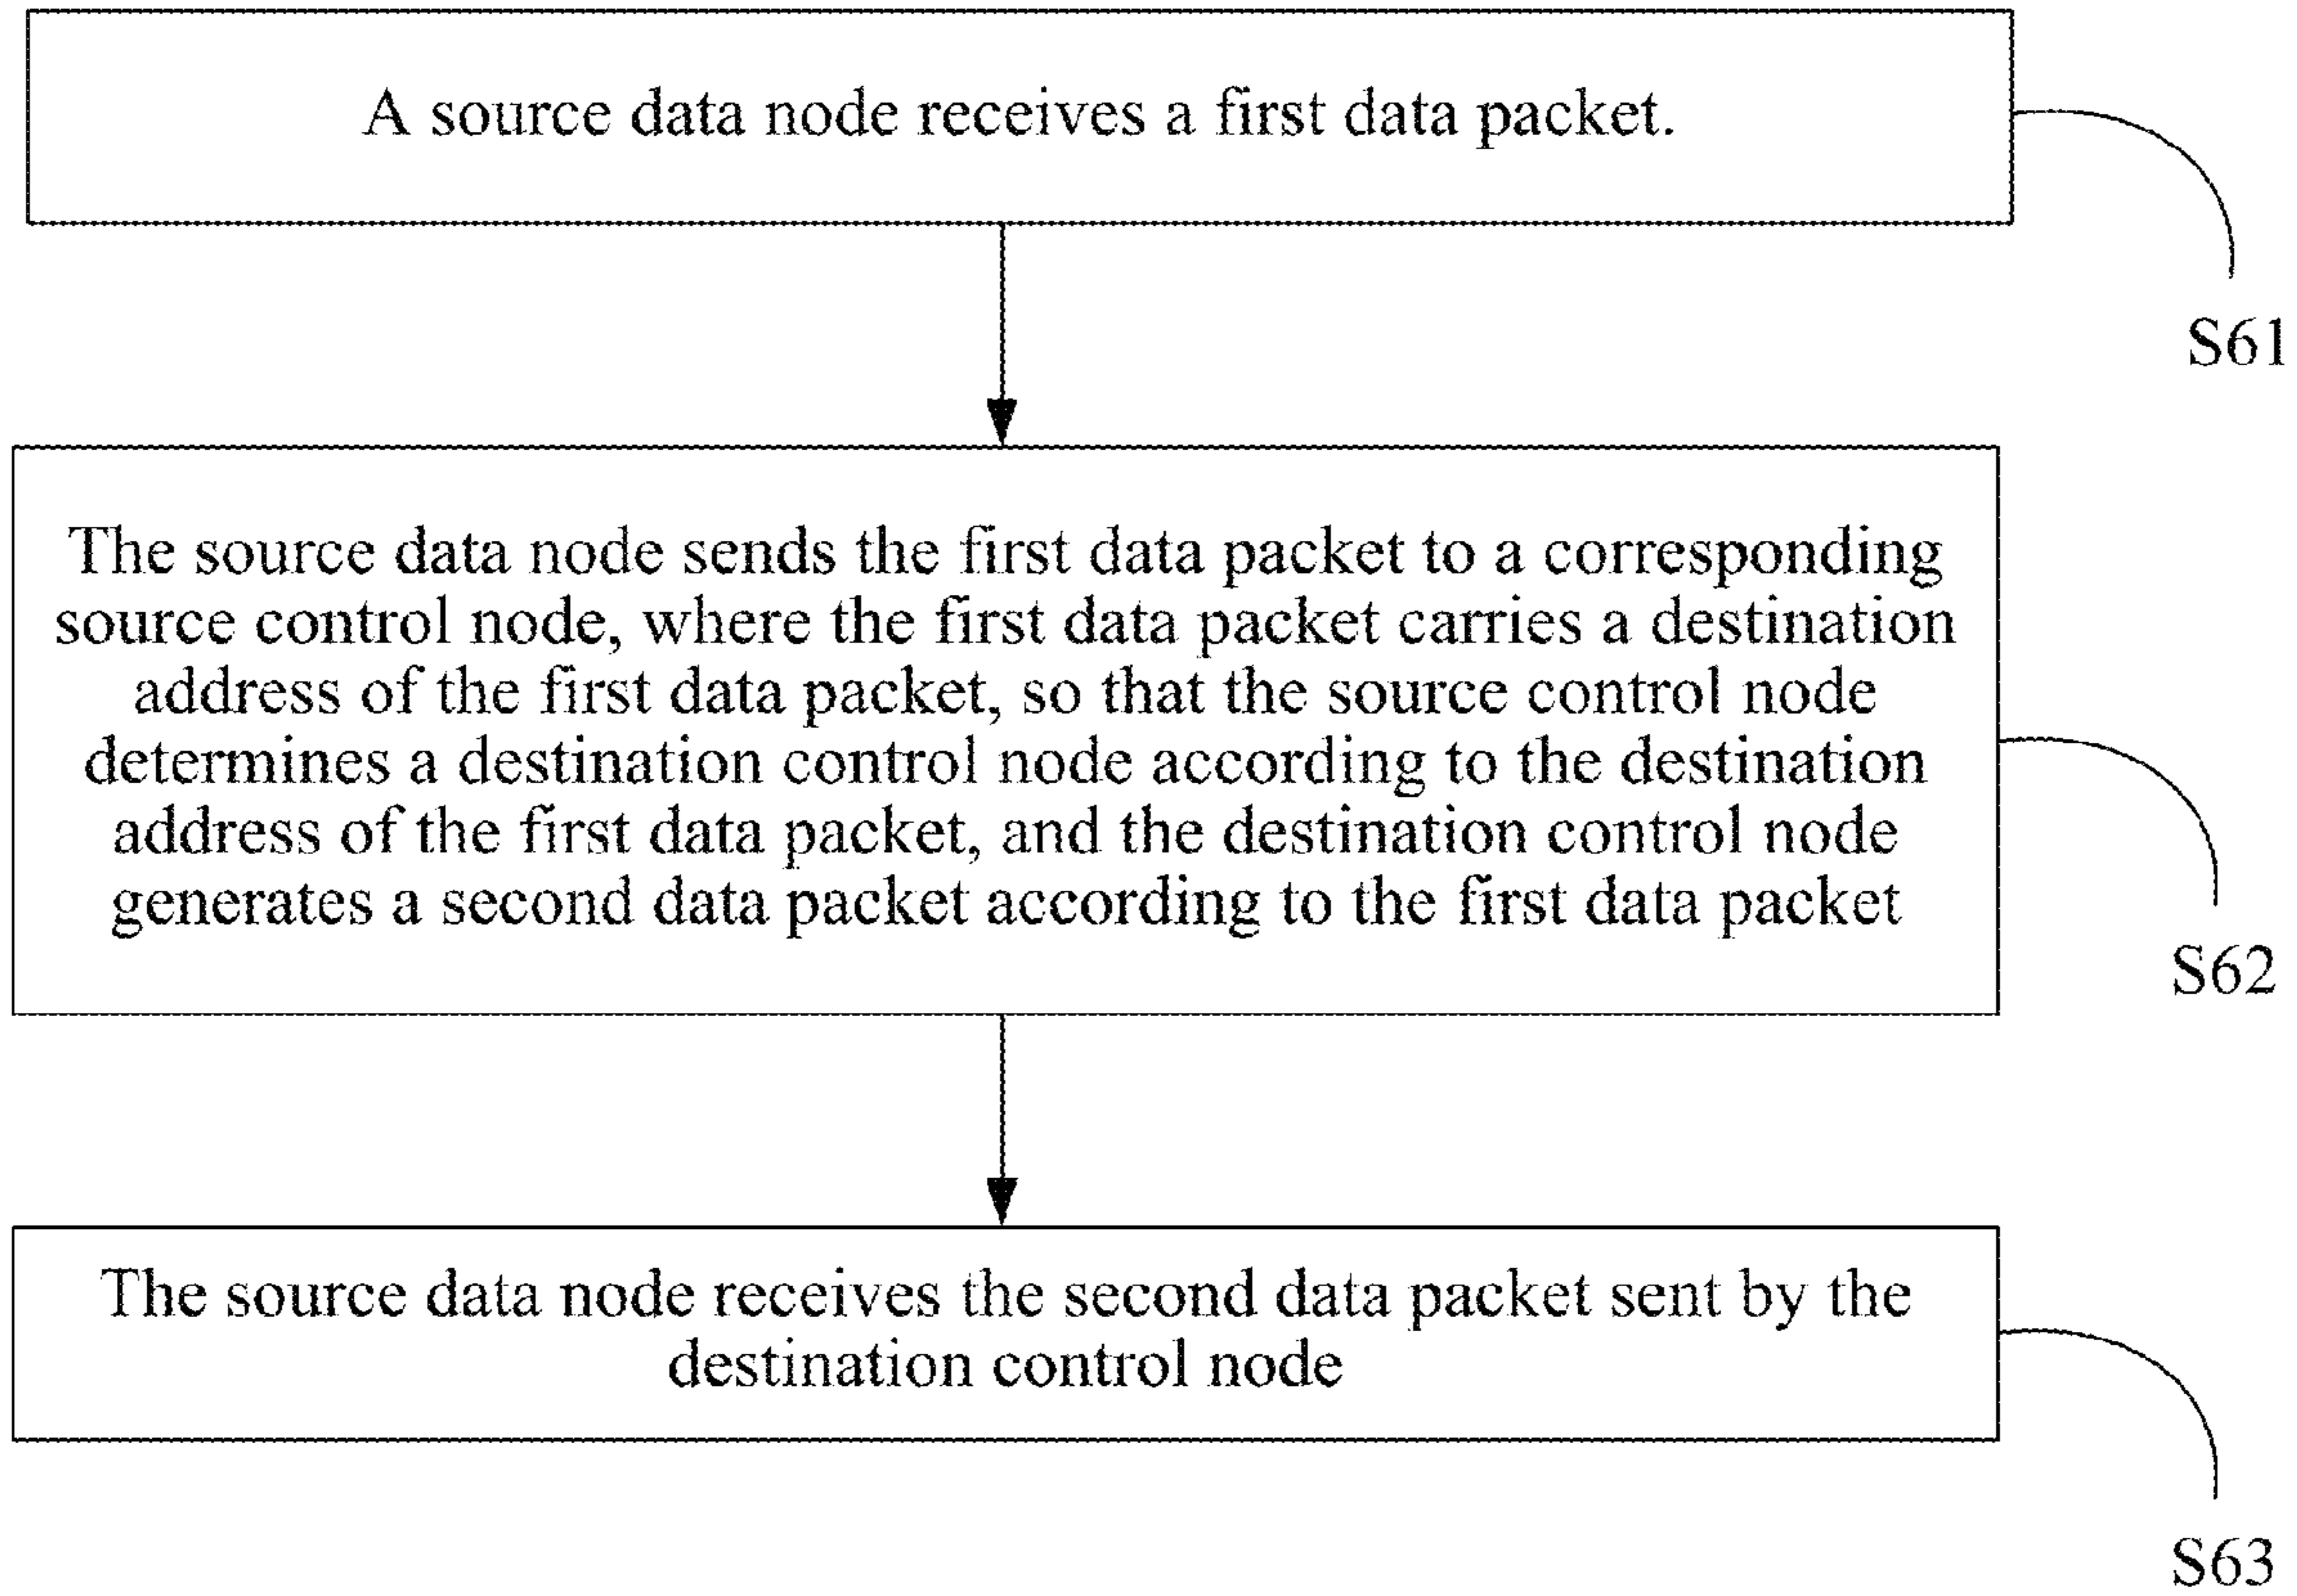 A source data node receives a first data packet.
S61
The source data node sends the first data packet to a corresponding
source control node, where the first data packet carries a destination
address of the first data packet, so that the source control node
determines a destination control node according to the destination
address of the first data packet, and the destination control node
generates a second data packet according to the first data packet
S62
The source data node receives the second data packet sent by the
destination control node
S63